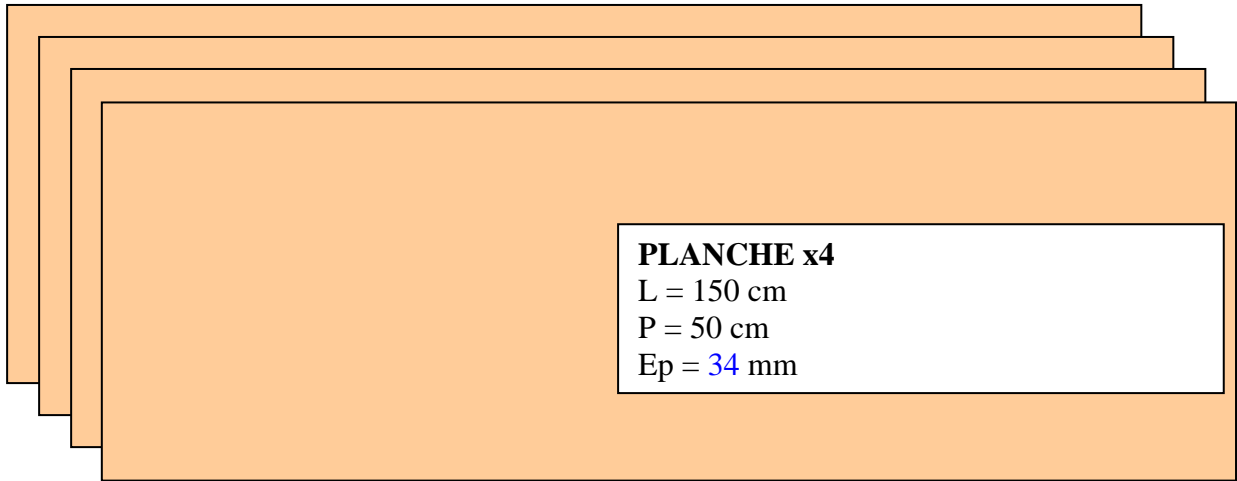 PLANCHE x4
L = 150 cm
P = 50 cm
Ep = 34 mm